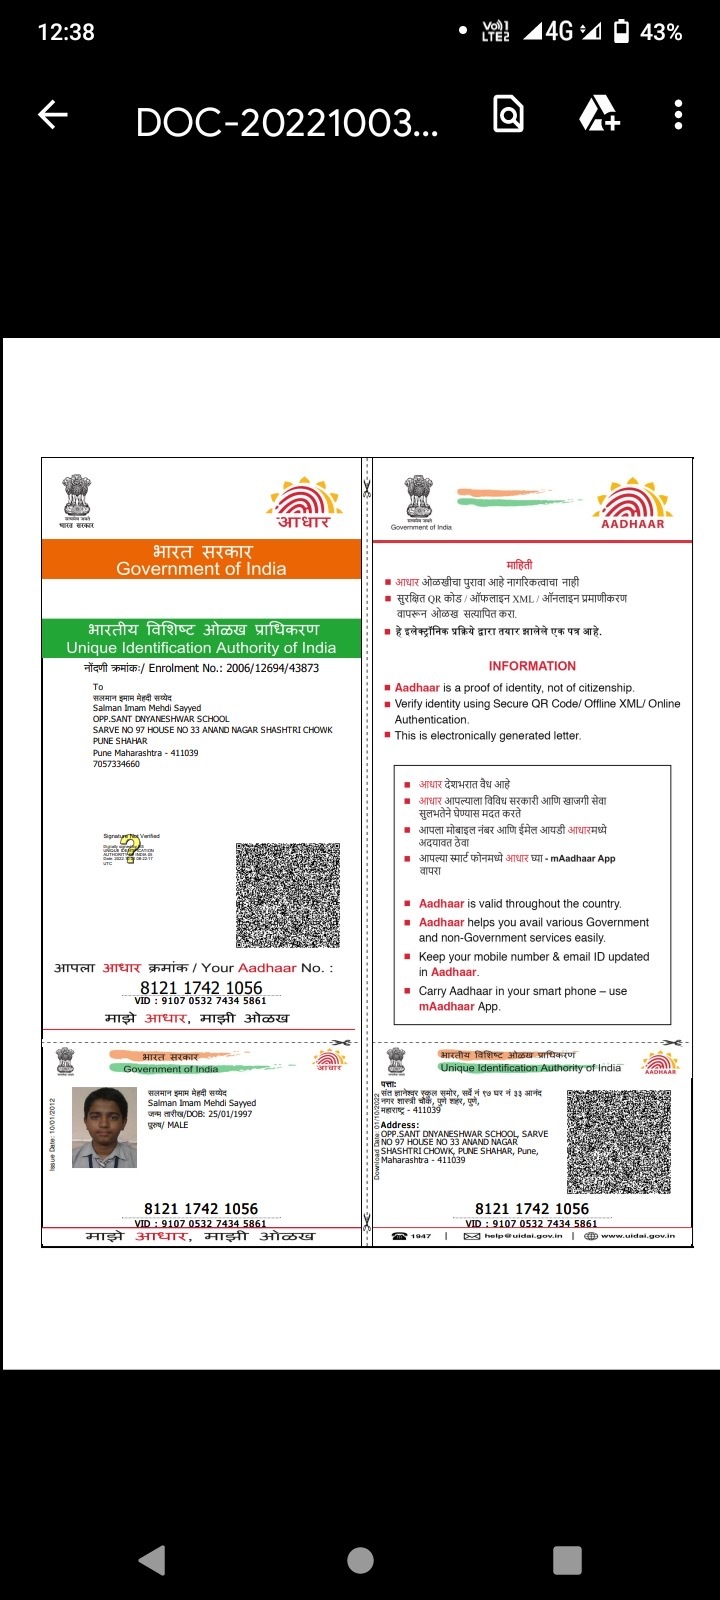 12:38
Vo)) 1
LTE2
4G
43%
DOC-20221003...
सत्यमेव जयते
भारत सरकार
आधार
भारत सरकार
Government of India
भारतीय विशिष्ट ओळख प्राधिकरण
Unique Identification Authority of India
नोंदणी क्रमांक:/ Enrolment No.: 2006/12694/43873
To
सलमान इमाम मेहदी सय्येद
Salman Imam Mehdi Sayyed
OPP.SANT DNYANESHWAR SCHOOL
SARVE NO 97 HOUSE NO 33 ANAND NAGAR SHASHTRI CHOWK
PUNE SHAHAR
Pune Maharashtra - 411039
7057334660
Signature Not Verified
आपला आधार क्रमांक / Your Aadhaar No. :
8121 1742 1056
VID : 9107 0532 7434 5861
माझे आधार, माझी ओळख
Government of India
AADHAAR
माहिती
आधार ओळखीचा पुरावा आहे नागरिकत्वाचा नाही
सुरक्षित QR कोड / ऑफलाइन XML / ऑनलाइन प्रमाणीकरण
वापरून ओळख सत्यापित करा.
हे इलेक्ट्रॉनिक प्रक्रिये द्वारा तयार झालेले एक पत्र आहे.
INFORMATION
Aadhaar is a proof of identity, not of citizenship.
Verify identity using Secure QR Code/ Offline XML/ Online
Authentication.
This is electronically generated letter.
आधार देशभरात वैध आहे
आधार आपल्याला विविध सरकारी आणि खाजगी सेवा
सुलभतेने घेण्यास मदत करते
आपला मोबाइल नंबर आणि ईमेल आयडी आधारमध्ये
अदयावत ठेवा
आपल्या स्मार्ट फोनमध्ये आधार घ्या - mAadhaar App
वापरा
Aadhaar is valid throughout the country.
Aadhaar helps you avail various Government
and non-Government services easily.
Keep your mobile number & email ID updated
in Aadhaar.
Carry Aadhaar in your smart phone – use
mAadhaar App.
भारत सरकार
Government of India
आधार
Issue Date: 10/01/2012
सलमान इमाम मेहदी सय्येद
Salman Imam Mehdi Sayyed
जन्म तारीख/DOB: 25/01/1997
पुरुष/ MALE
8121 1742 1056
VID : 9107 0532 7434 5861
माझे आधार, माझी ओळख
भारतीय विशिष्ट ओळख प्राधिकरण
Unique Identification Authority of India
AADHAAR
Download Date: 01/10/2022
पत्ता:
संत ज्ञानेश्वर स्कुल समोर, सर्वे नं ९७ घर नं ३३ आनंद
नगर शास्त्री चौक, पुणे शहर, पुणे,
महाराष्ट्र - 411039
Address:
OPP.SANT DNYANESHWAR SCHOOL, SARVE
NO 97 HOUSE NO 33 ANAND NAGAR
SHASHTRI CHOWK, PUNE SHAHAR, Pune,
Maharashtra - 411039
8121 1742 1056
VID : 9107 0532 7434 5861
1947 | help@uidai.gov.in | www.uidai.gov.in